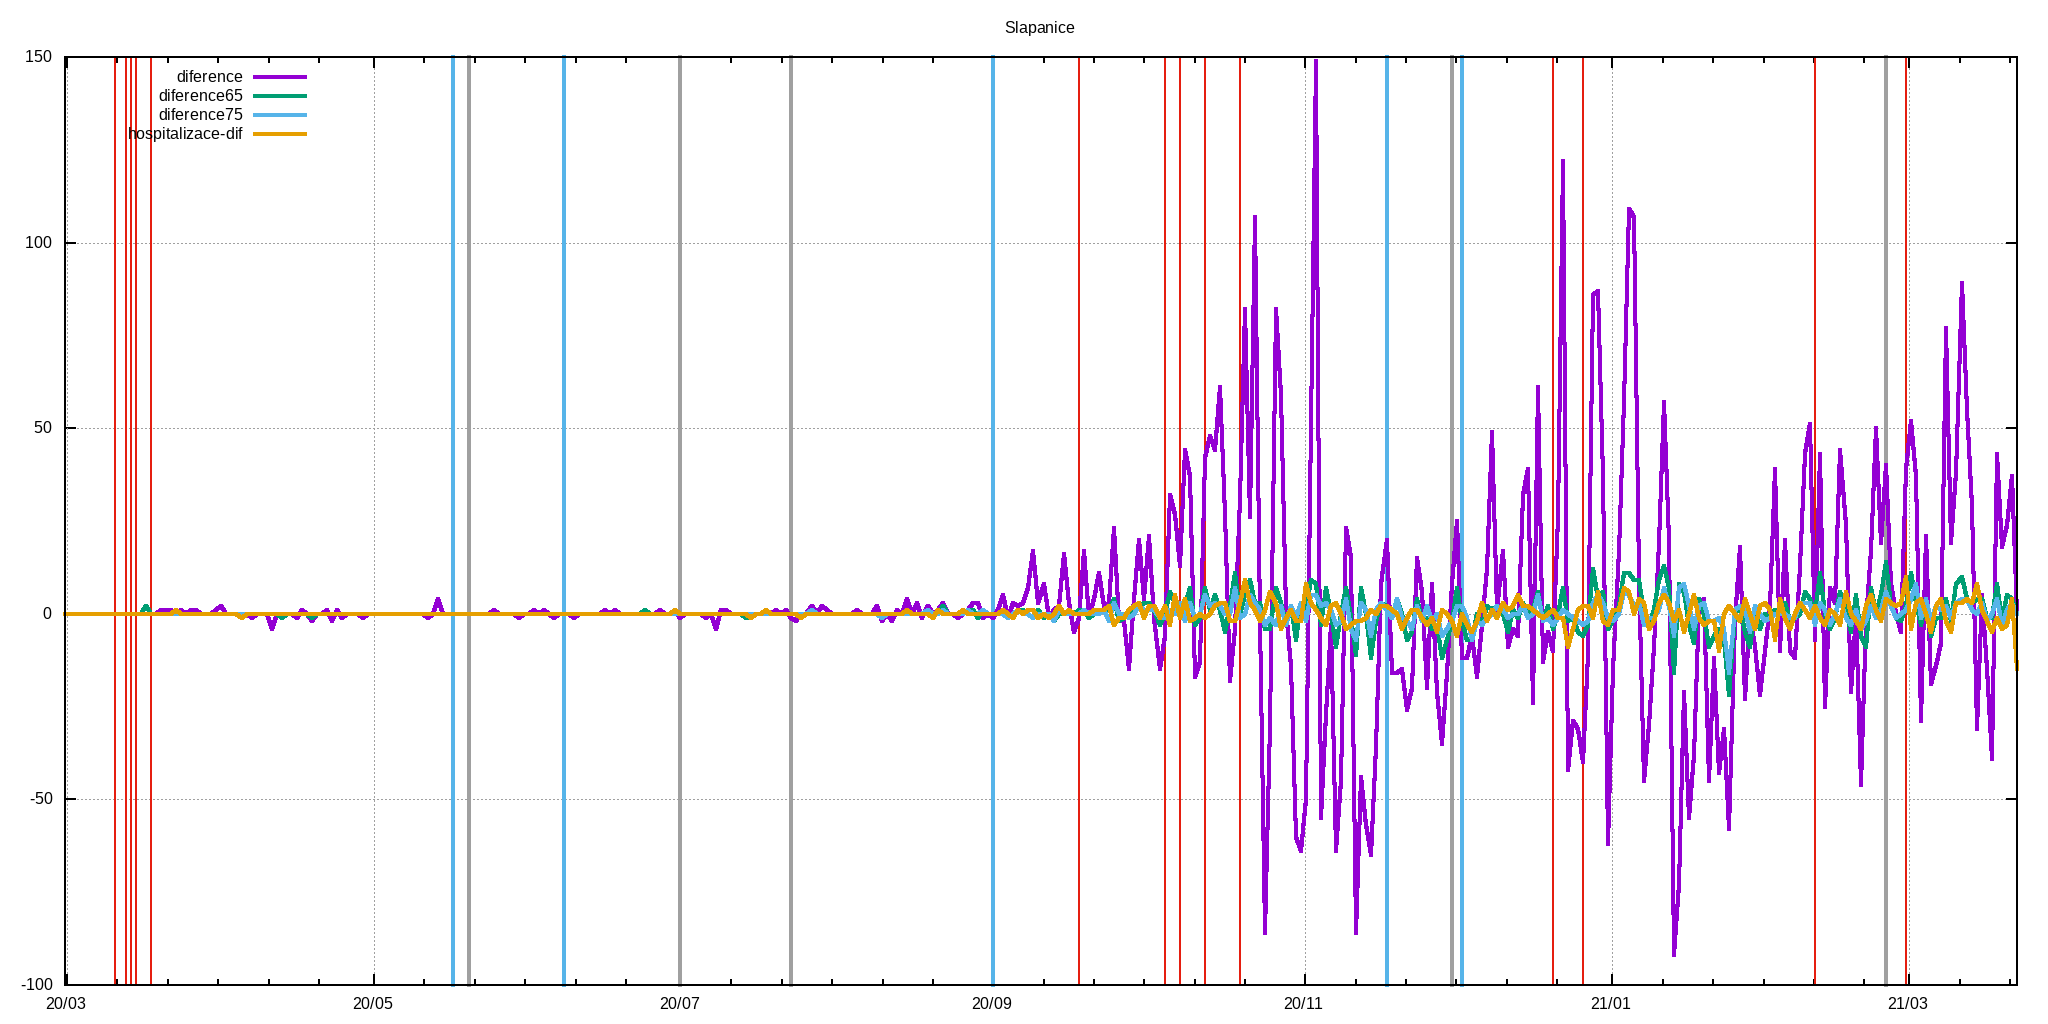 Slapanice
150
diference
diference65
diference75
hospitalizace-dif
100
50
0
-50
-100
20/03 20/05 20/07 20/09 20/11 21/01 21/03